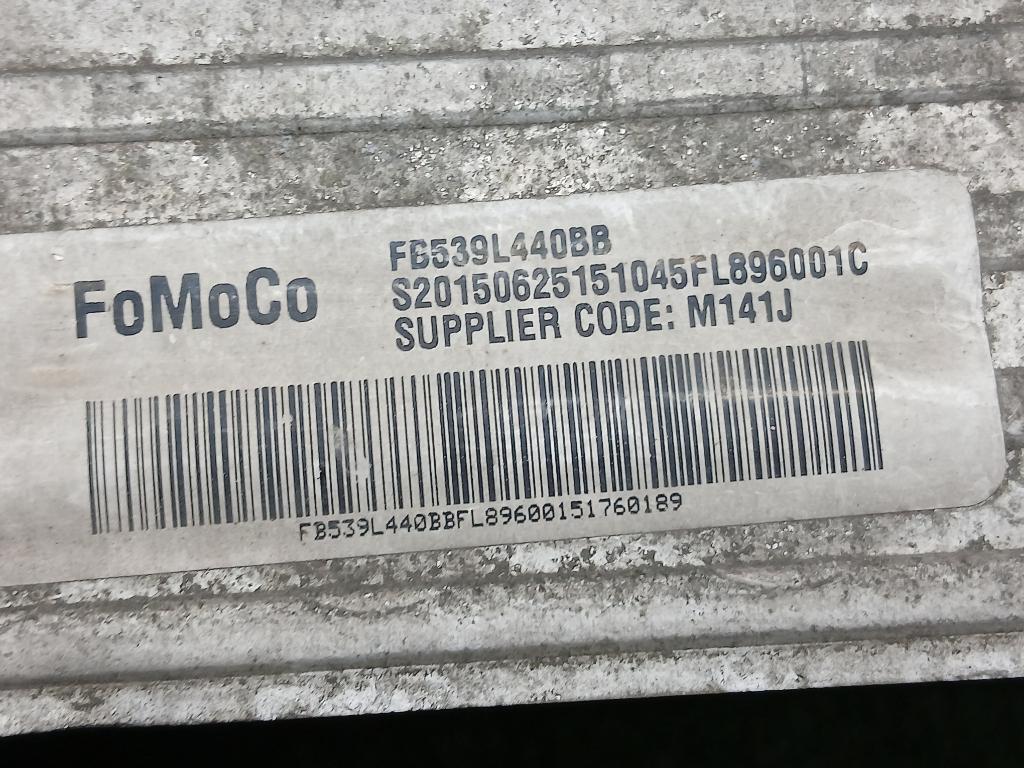 FoMoCo
FB539L440BB
S20150625151045FL896001C
SUPPLIER CODE: M141J
FB539L440BBFL89600151760189